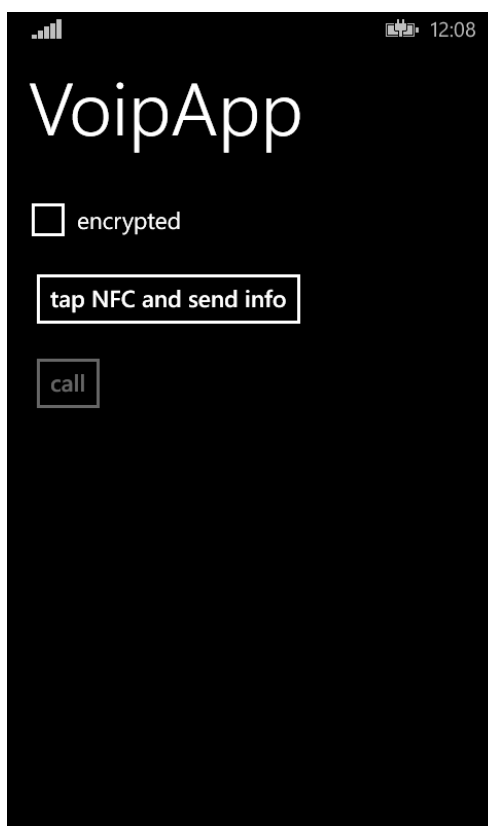 12:08
VoipApp
encrypted
tap NFC and send info
call